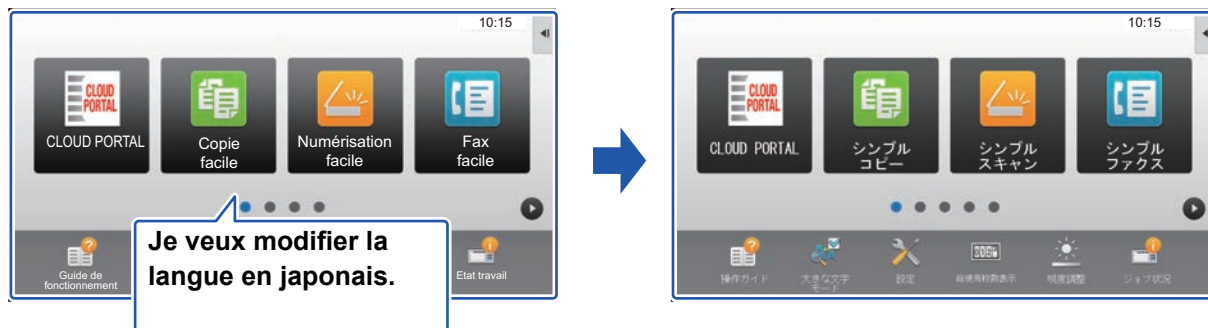 10:15
CLOUD
PORTAL
CLOUD PORTAL
Copie
facile
Numérisation
facile
Fax
facile
Je veux modifier la
langue en japonais.
Guide de
fonctionnement
Etat travail
10:15
CLOUD
PORTAL
CLOUD PORTAL
シンプル
コピー
シンプル
スキャン
シンプル
ファクス
操作ガイド
大きな文字
モード
設定
総使用枚数表示
明度調整
ジョブ状況